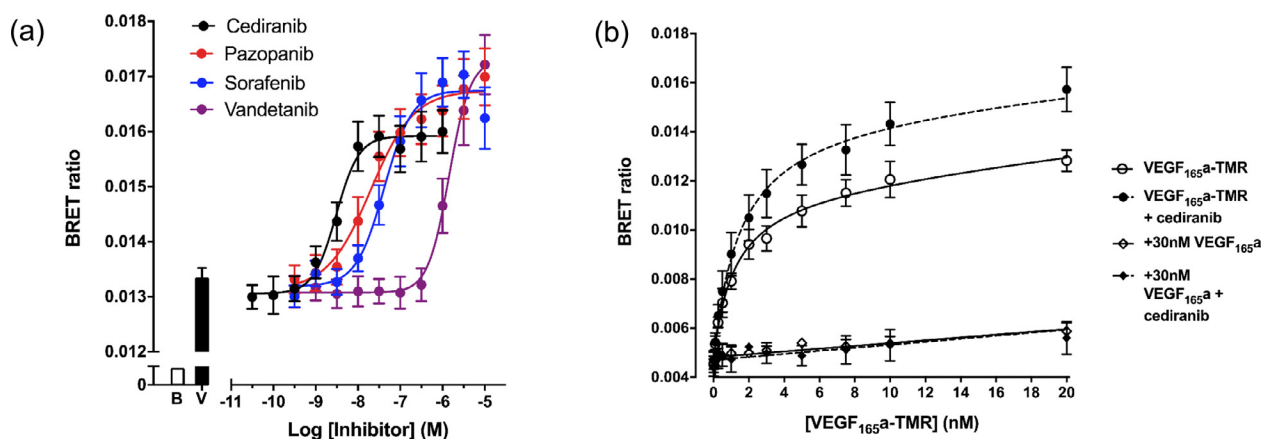 (a)
BRET ratio
0.018
0.017
0.016
0.015
0.014
0.013
0.012
0
Cediranib
Pazopanib
Sorafenib
Vandetanib
B V
-11 -10 -9 -8 -7 -6 -5
Log [Inhibitor] (M)
(b)
BRET ratio
0.016
0.014
0.012
0.010
0.008
0.006
0.004
0 2 4 6 8 10 12 14 16 18 20
[VEGF₁₆₅a-TMR] (nM)
VEGF₁₆₅a-TMR
VEGF₁₆₅a-TMR
+ cediranib
+30nM VEGF₁₆₅a
+30nM
VEGF₁₆₅a +
cediranib